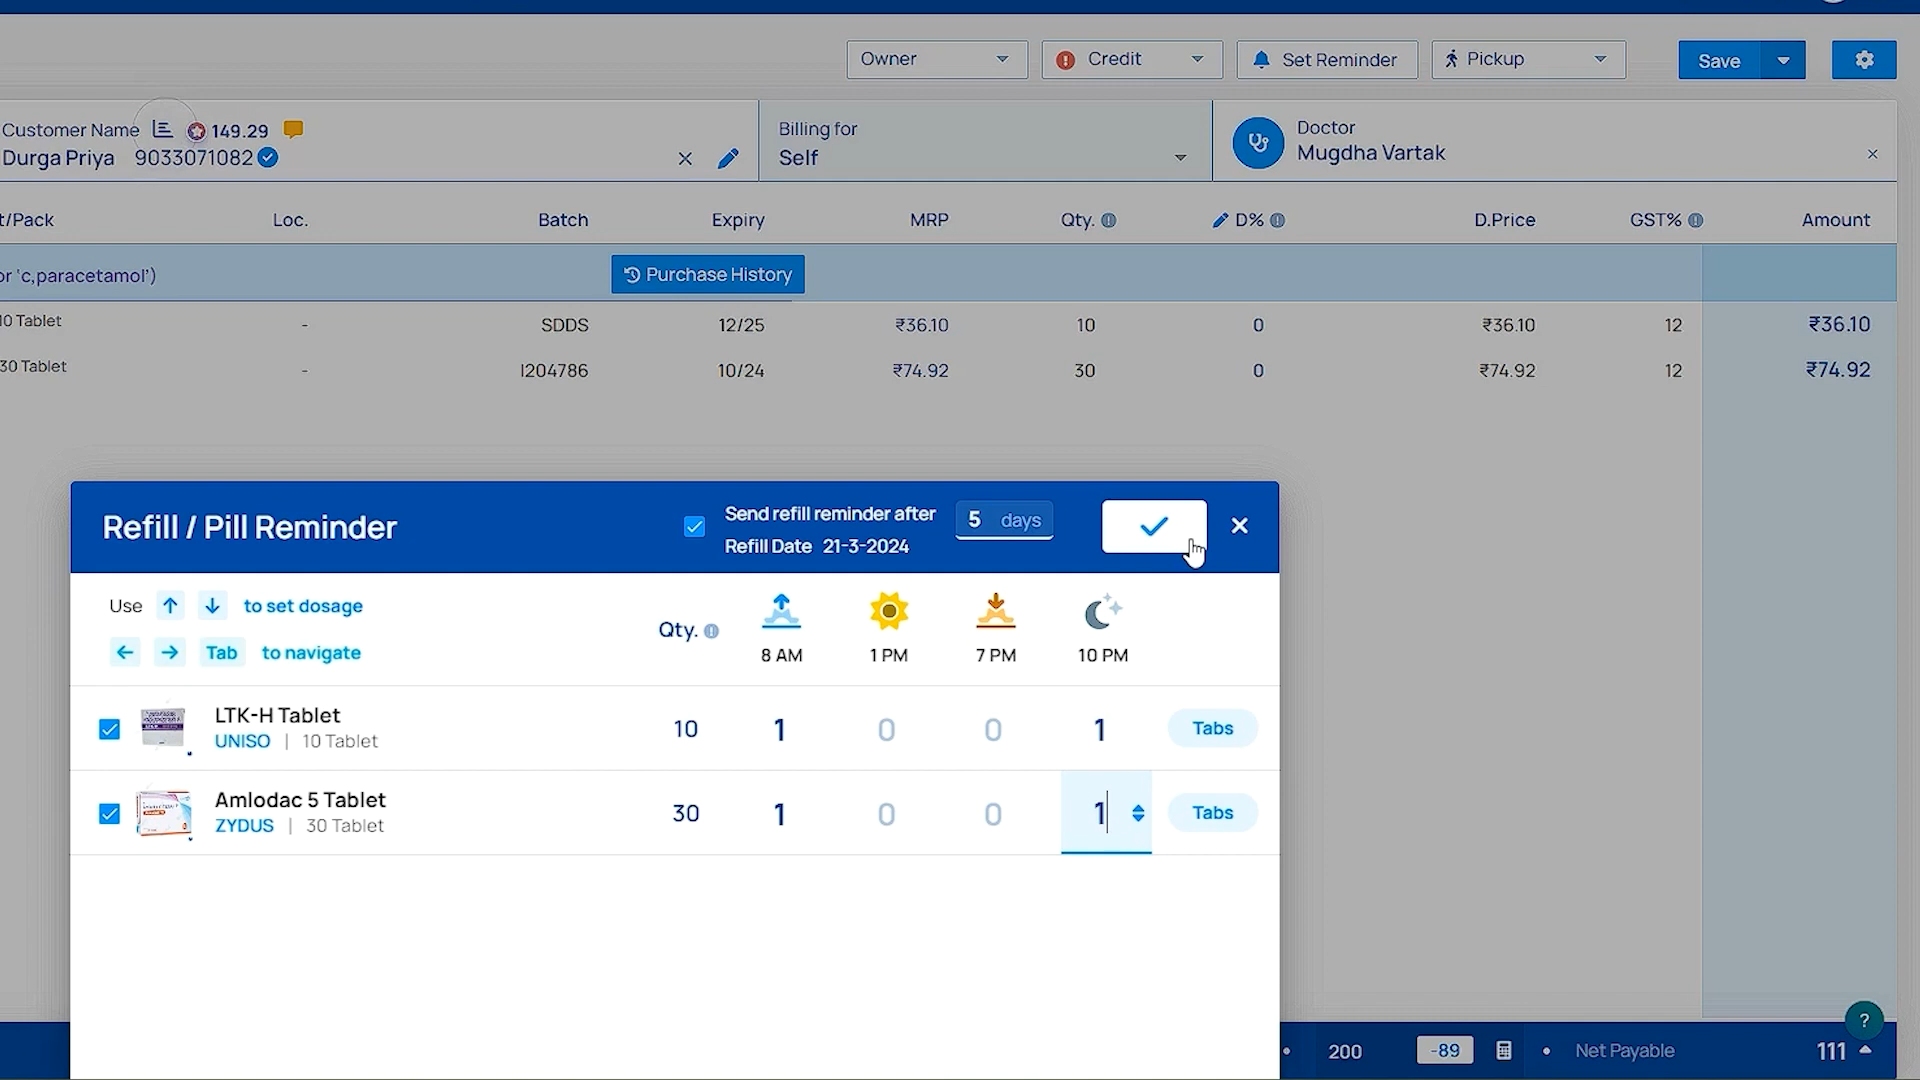 Owner
Credit
Set Reminder
Pickup
Save
Customer Name 149.29
Durga Priya 9033071082
Billing for
Self
Doctor
Mugdha Vartak
t/Pack Loc. Batch Expiry MRP Qty. D% D.Price GST% Amount
or 'c,paracetamol') Purchase History
10 Tablet - SDDS 12/25 ₹36.10 10 0 ₹36.10 12 ₹36.10
30 Tablet - I204786 10/24 ₹74.92 30 0 ₹74.92 12 ₹74.92
Refill / Pill Reminder
Send refill reminder after 5 days
Refill Date 21-3-2024
Use ↑ ↓ to set dosage
← → Tab to navigate
Qty.
8 AM 1 PM 7 PM 10 PM
LTK-H Tablet
UNISO | 10 Tablet
10 1 0 0 1 Tabs
Amlodac 5 Tablet
ZYDUS | 30 Tablet
30 1 0 0 1 Tabs
?
200 -89 Net Payable 111